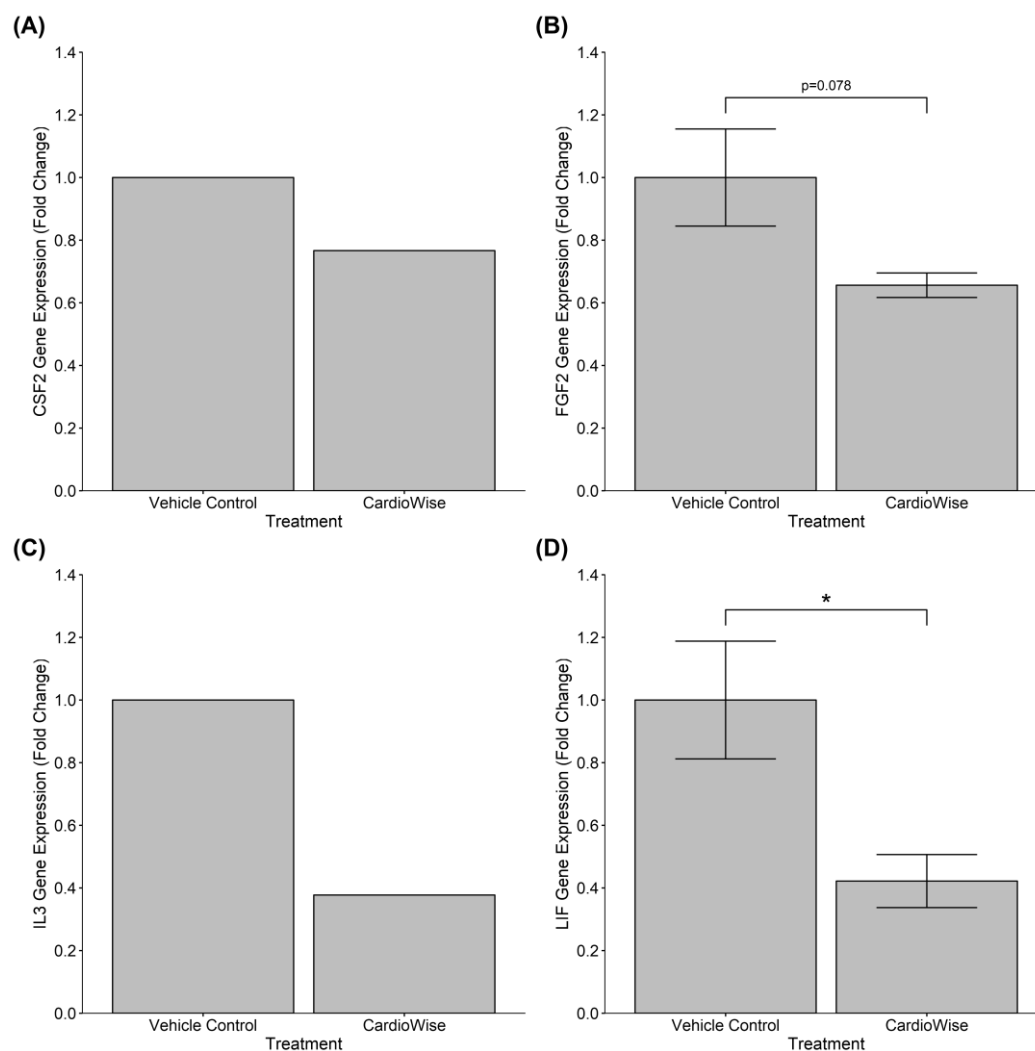 (A)
CSF2 Gene Expression (Fold Change)
1.4
1.2
1.0
0.8
0.6
0.4
0.2
0.0
Vehicle Control CardioWise
Treatment
(B)
FGF2 Gene Expression (Fold Change)
1.4
1.2
1.0
0.8
0.6
0.4
0.2
0.0
p=0.078
Vehicle Control CardioWise
Treatment
(C)
IL3 Gene Expression (Fold Change)
1.4
1.2
1.0
0.8
0.6
0.4
0.2
0.0
Vehicle Control CardioWise
Treatment
(D)
LIF Gene Expression (Fold Change)
1.4
1.2
1.0
0.8
0.6
0.4
0.2
0.0
*
Vehicle Control CardioWise
Treatment